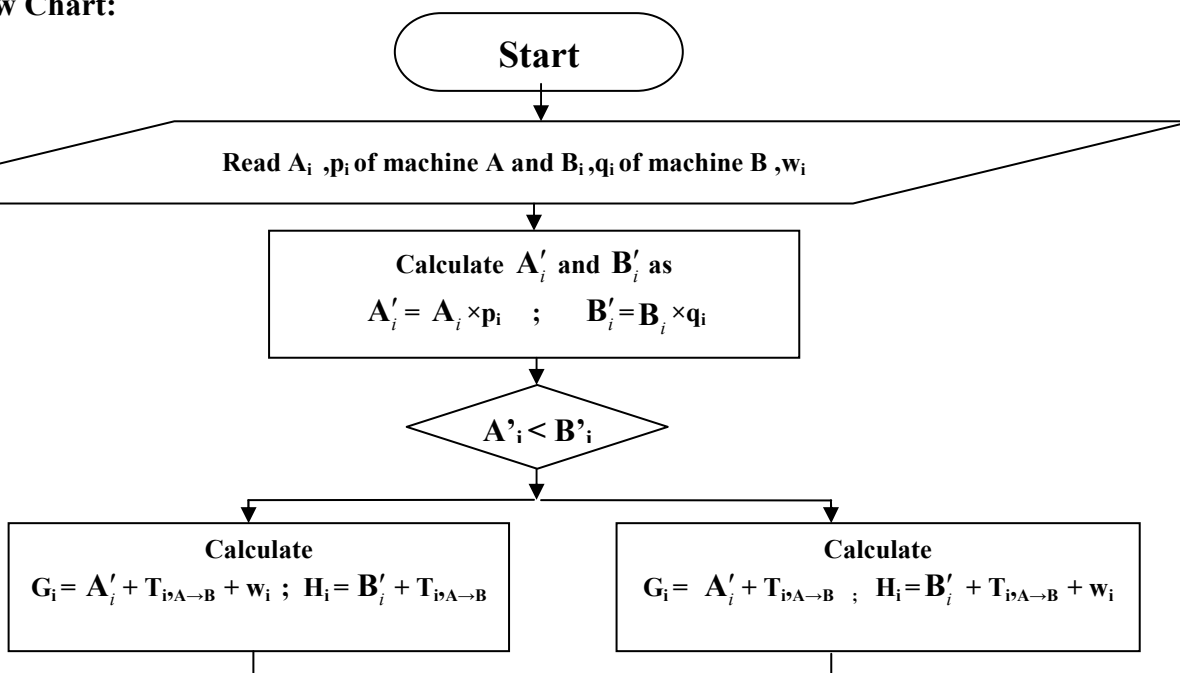 w Chart:
Start
Read Aᵢ ,pᵢ of machine A and Bᵢ,qᵢ of machine B ,wᵢ
Calculate A′ᵢ and B′ᵢ as
A′ᵢ = Aᵢ ×pᵢ ; B′ᵢ=Bᵢ ×qᵢ
A’ᵢ < B’ᵢ
Calculate
Gᵢ = A′ᵢ + Tᵢ,A→B + wᵢ ; Hᵢ = B′ᵢ + Tᵢ,A→B
Calculate
Gᵢ = A′ᵢ + Tᵢ,A→B ; Hᵢ = B′ᵢ + Tᵢ,A→B + wᵢ